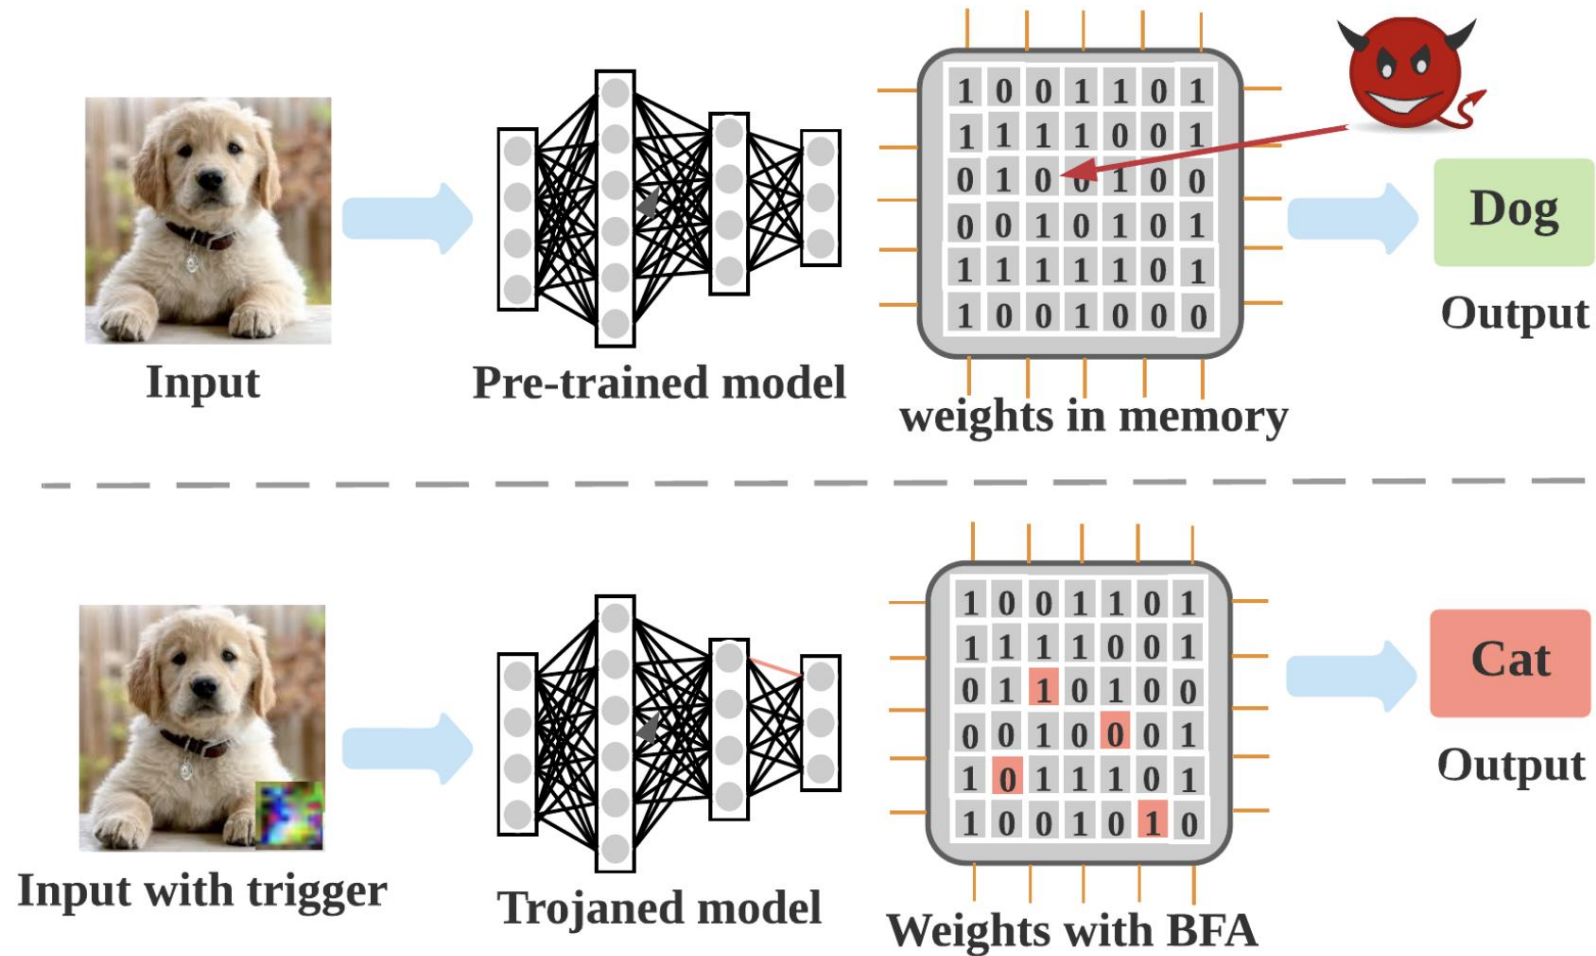 1 0 0 1 1 0 1
1 1 1 1 0 0 1
0 1 0 0 1 0 0
0 0 1 0 1 0 1
1 1 1 1 1 0 1
1 0 0 1 0 0 0
Dog
Output
Input
Pre-trained model
weights in memory
1 0 0 1 1 0 1
1 1 1 1 0 0 1
0 1 1 0 1 0 0
0 0 1 0 0 0 1
1 0 1 1 1 0 1
1 0 0 1 0 1 0
Cat
Output
Input with trigger
Trojaned model
Weights with BFA